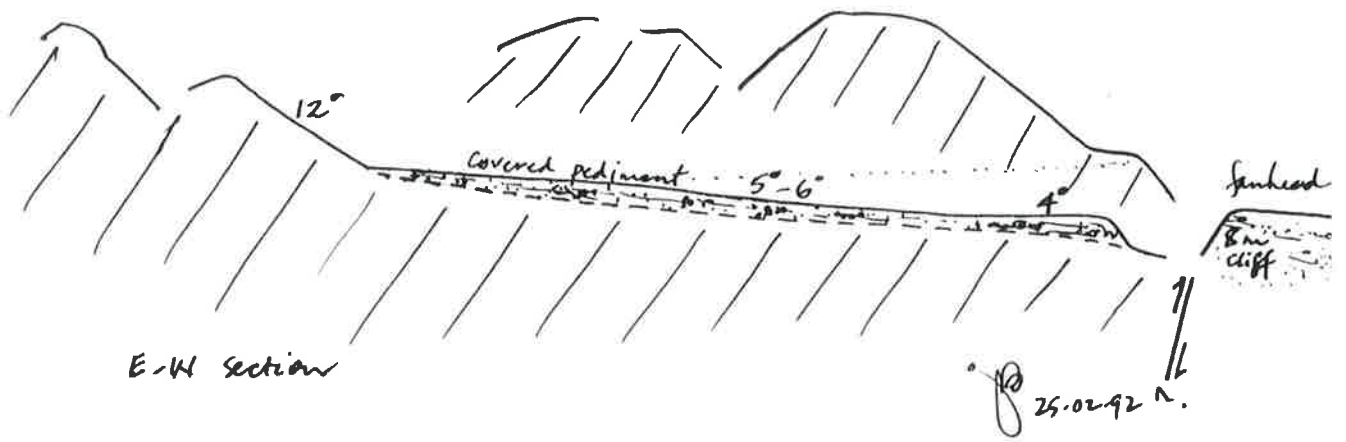 12°
Covered pediment
5°-6°
4°
fanhead
8m
cliff
E-W section
25.02.92